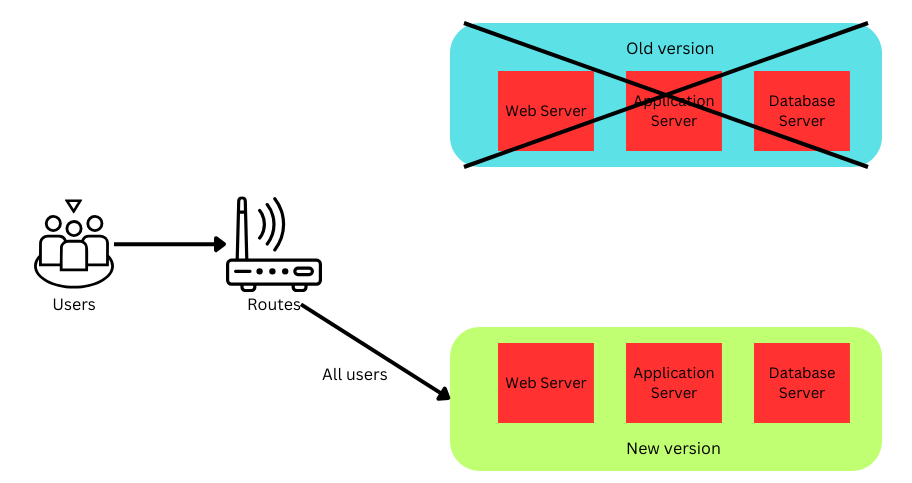 Old version
Web Server
Application
Server
Database
Server
Users
Routes
All users
Web Server
Application
Server
Database
Server
New version